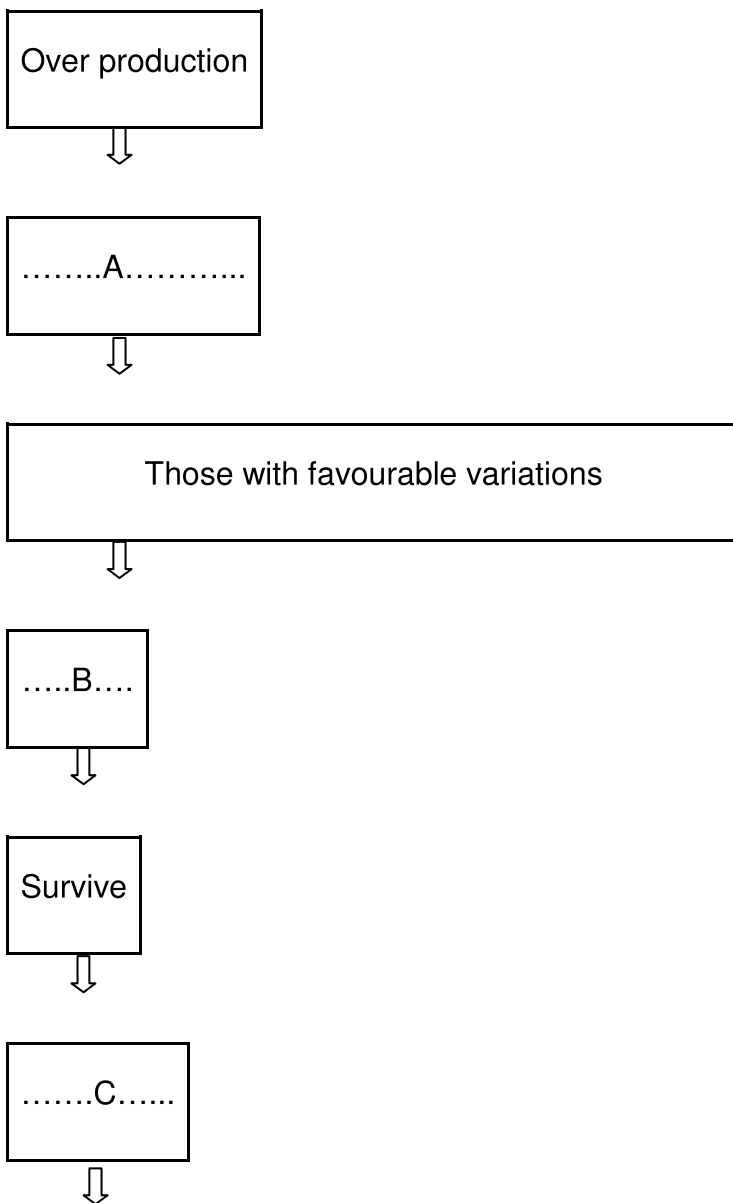 Over production
……..A………...
Those with favourable variations
…..B….
Survive
…….C…...